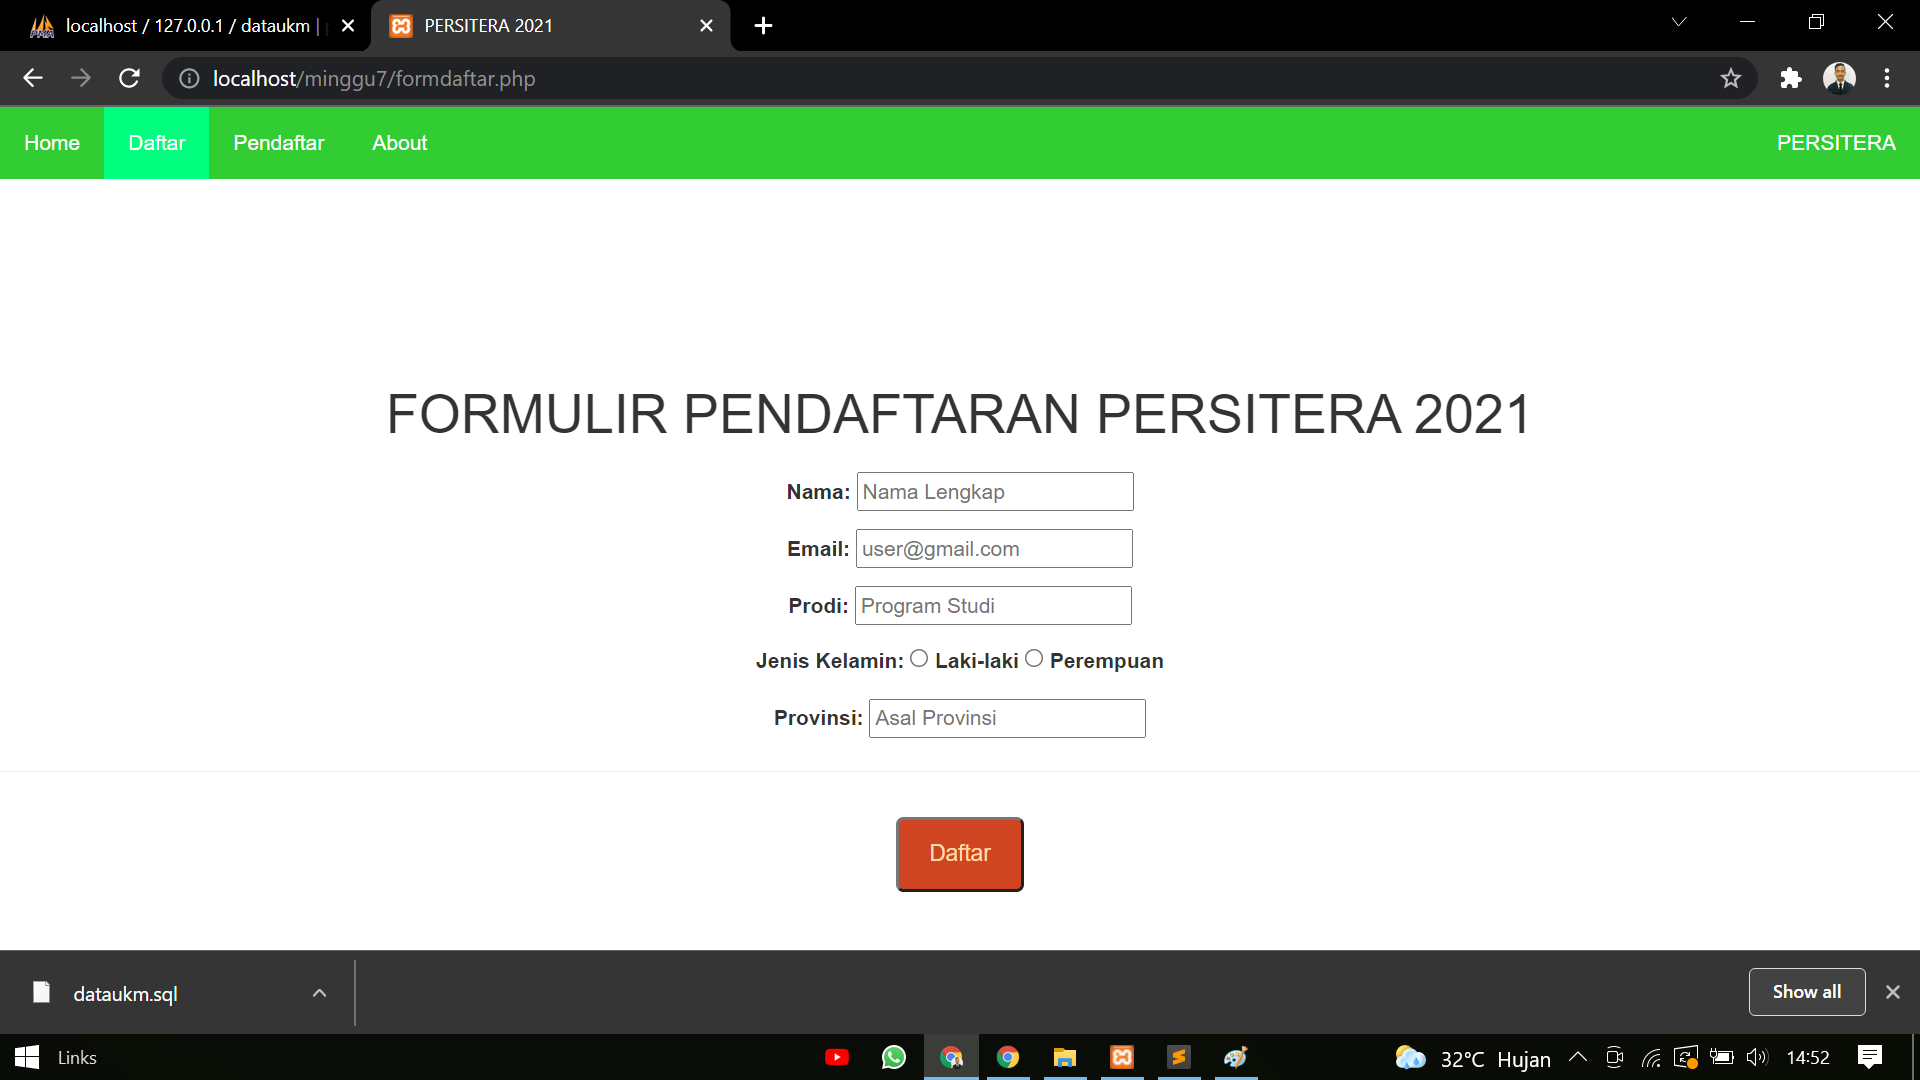 localhost / 127.0.0.1 / dataukm |
PERSITERA 2021
localhost/minggu7/formdaftar.php
Home Daftar Pendaftar About PERSITERA
FORMULIR PENDAFTARAN PERSITERA 2021
Nama: Nama Lengkap
Email: user@gmail.com
Prodi: Program Studi
Jenis Kelamin: Laki-laki Perempuan
Provinsi: Asal Provinsi
Daftar
dataukm.sql
Show all
Links
32°C Hujan
14:52